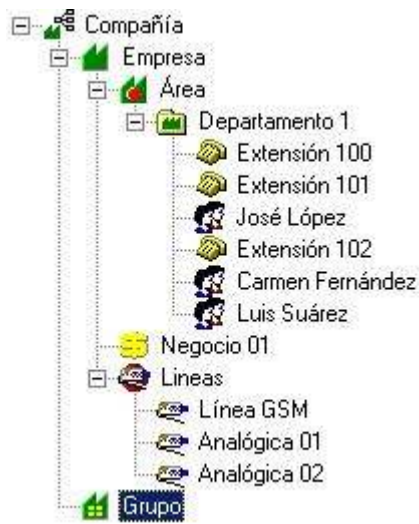 Compañía
Empresa
Área
Departamento 1
Extensión 100
Extensión 101
José López
Extensión 102
Carmen Fernández
Luis Suárez
Negocio 01
Lineas
Línea GSM
Analógica 01
Analógica 02
Grupo